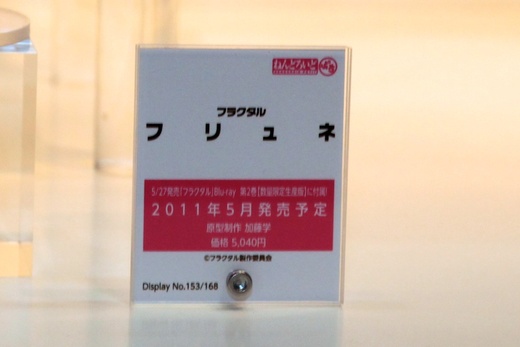 ねんどろいど
フラクタル
フリュネ
5/27発売「フラクタル」Blu-ray 第2巻【数量限定生産版】に付属!
2011年5月発売予定
原型制作 加藤学
価格 5,040円
©フラクタル製作委員会
Display No.153/168